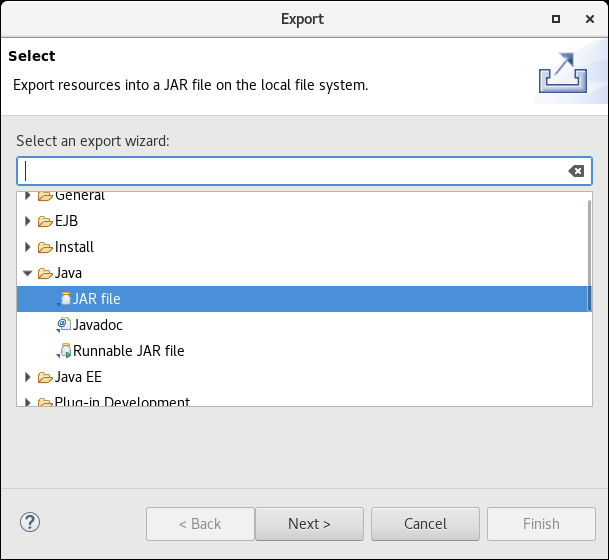 Export
Select
Export resources into a JAR file on the local file system.
Select an export wizard:
General
EJB
Install
Java
JAR file
Javadoc
Runnable JAR file
Java EE
Plug-in Development
< Back
Next >
Cancel
Finish